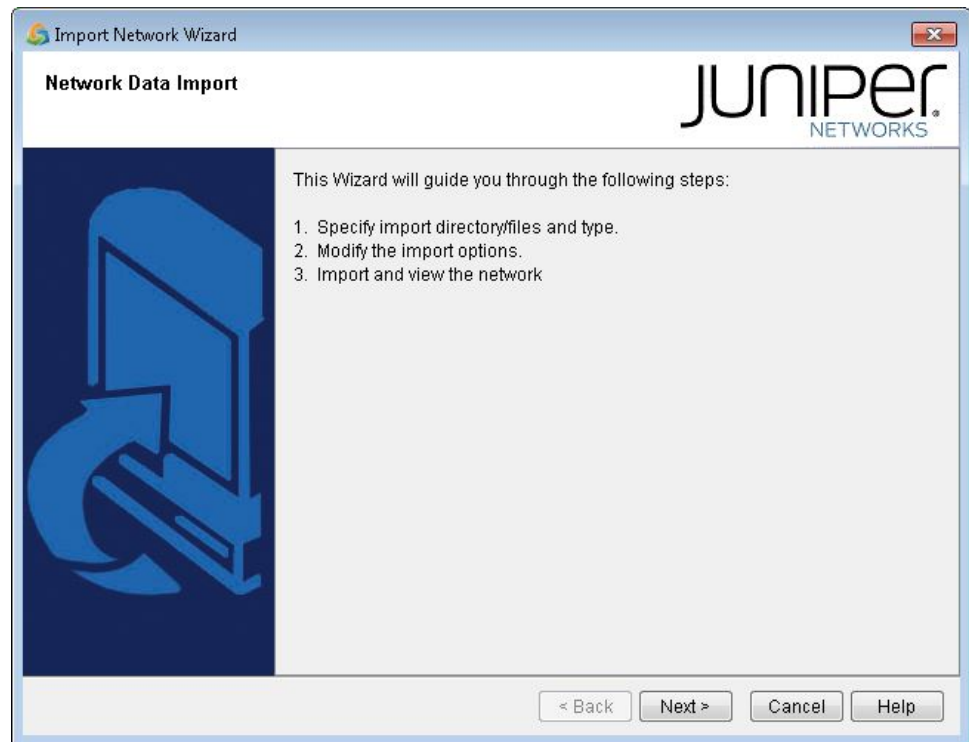 Import Network Wizard
Network Data Import
JUNIPEr
NETWORKS
This Wizard will guide you through the following steps:
1. Specify import directory/files and type.
2. Modify the import options.
3. Import and view the network
< Back Next > Cancel Help